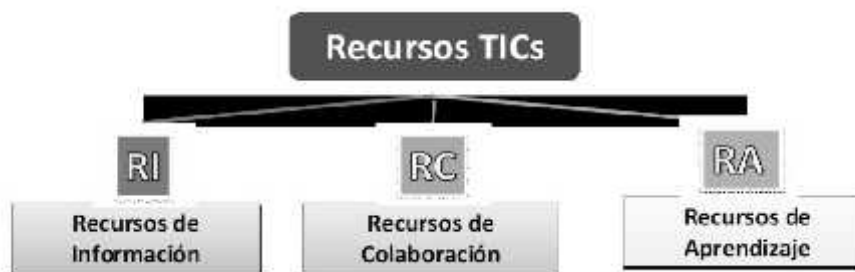 Recursos TICs
RI
RC
RA
Recursos de
Información
Recursos de
Colaboración
Recursos de
Aprendizaje